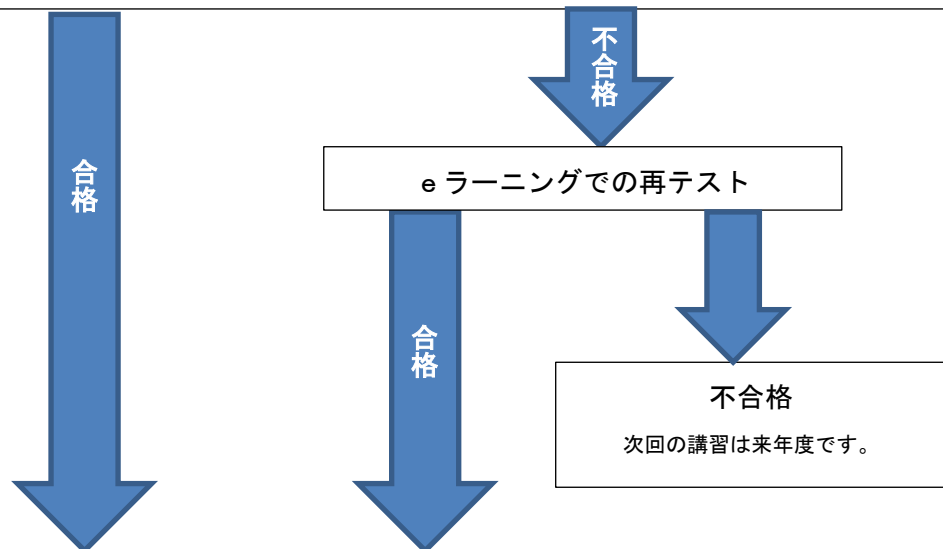 不合格
合格
eラーニングでの再テスト
合格
不合格
次回の講習は来年度です。